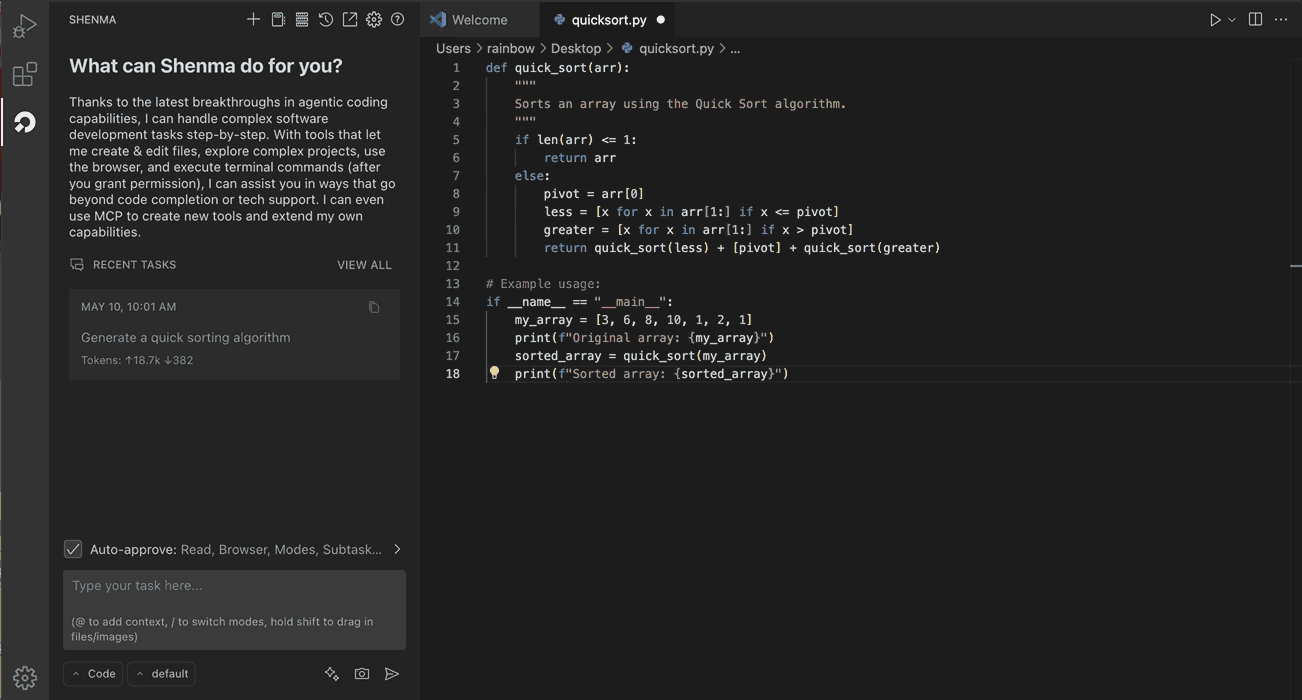 SHENMA
What can Shenma do for you?
Thanks to the latest breakthroughs in agentic coding
capabilities, I can handle complex software
development tasks step-by-step. With tools that let
me create & edit files, explore complex projects, use
the browser, and execute terminal commands (after
you grant permission), I can assist you in ways that go
beyond code completion or tech support. I can even
use MCP to create new tools and extend my own
capabilities.
RECENT TASKS VIEW ALL
MAY 10, 10:01 AM
Generate a quick sorting algorithm
Tokens: ↑18.7k ↓382
Auto-approve: Read, Browser, Modes, Subtask...
Type your task here...
(@ to add context, / to switch modes, hold shift to drag in
files/images)
Code default
Welcome quicksort.py
Users > rainbow > Desktop > quicksort.py > ...
1 def quick_sort(arr):
2     """
3     Sorts an array using the Quick Sort algorithm.
4     """
5     if len(arr) <= 1:
6         return arr
7     else:
8         pivot = arr[0]
9         less = [x for x in arr[1:] if x <= pivot]
10         greater = [x for x in arr[1:] if x > pivot]
11         return quick_sort(less) + [pivot] + quick_sort(greater)
12
13 # Example usage:
14 if __name__ == "__main__":
15     my_array = [3, 6, 8, 10, 1, 2, 1]
16     print(f"Original array: {my_array}")
17     sorted_array = quick_sort(my_array)
18     print(f"Sorted array: {sorted_array}")